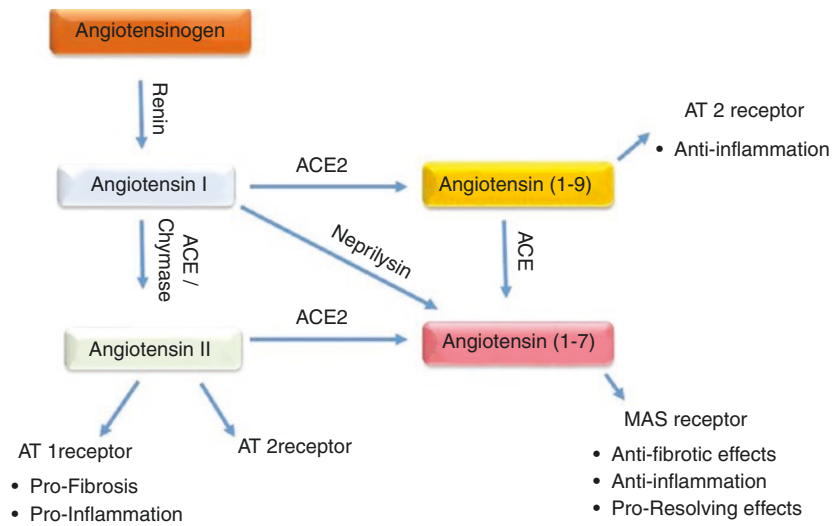 Angiotensinogen
Renin
AT 2 receptor
• Anti-inflammation
Angiotensin I
ACE2
Angiotensin (1-9)
ACE /
Chymase
Neprilysin
ACE
Angiotensin II
ACE2
Angiotensin (1-7)
AT 1receptor
• Pro-Fibrosis
• Pro-Inflammation
AT 2receptor
MAS receptor
• Anti-fibrotic effects
• Anti-inflammation
• Pro-Resolving effects